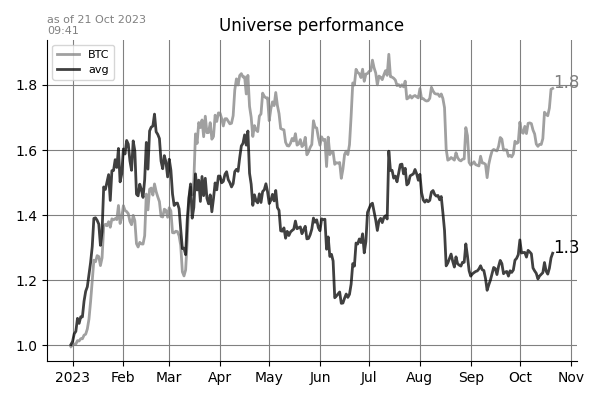 as of 21 Oct 2023
09:41
Universe performance
BTC
avg
1.8
1.6
1.4
1.2
1.0
1.8
1.3
2023 Feb Mar Apr May Jun Jul Aug Sep Oct Nov